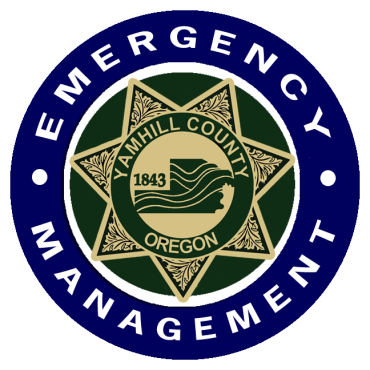 EMERGENCY
YAMHILL COUNTY
1843
OREGON
MANAGEMENT